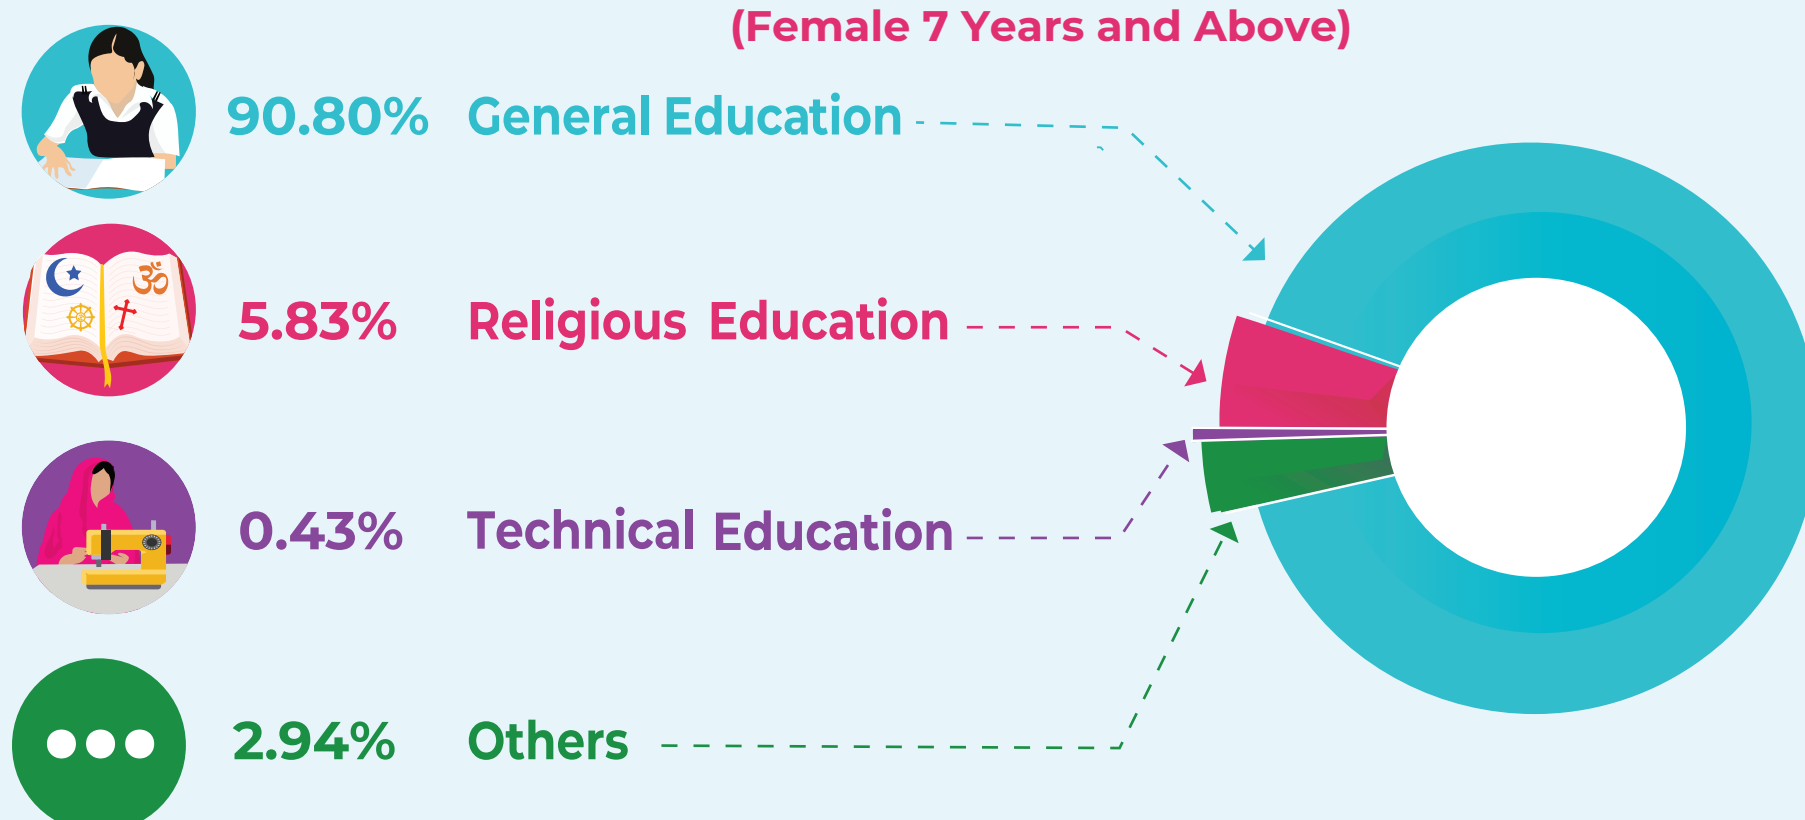 (Female 7 Years and Above)
90.80% General Education
5.83% Religious Education
0.43% Technical Education
2.94% Others